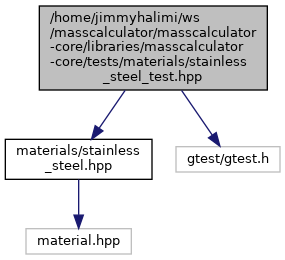 /home/jimmyhalimi/ws
/masscalculator/masscalculator
-core/libraries/masscalculator
-core/tests/materials/stainless
_steel_test.hpp
materials/stainless
_steel.hpp
gtest/gtest.h
material.hpp